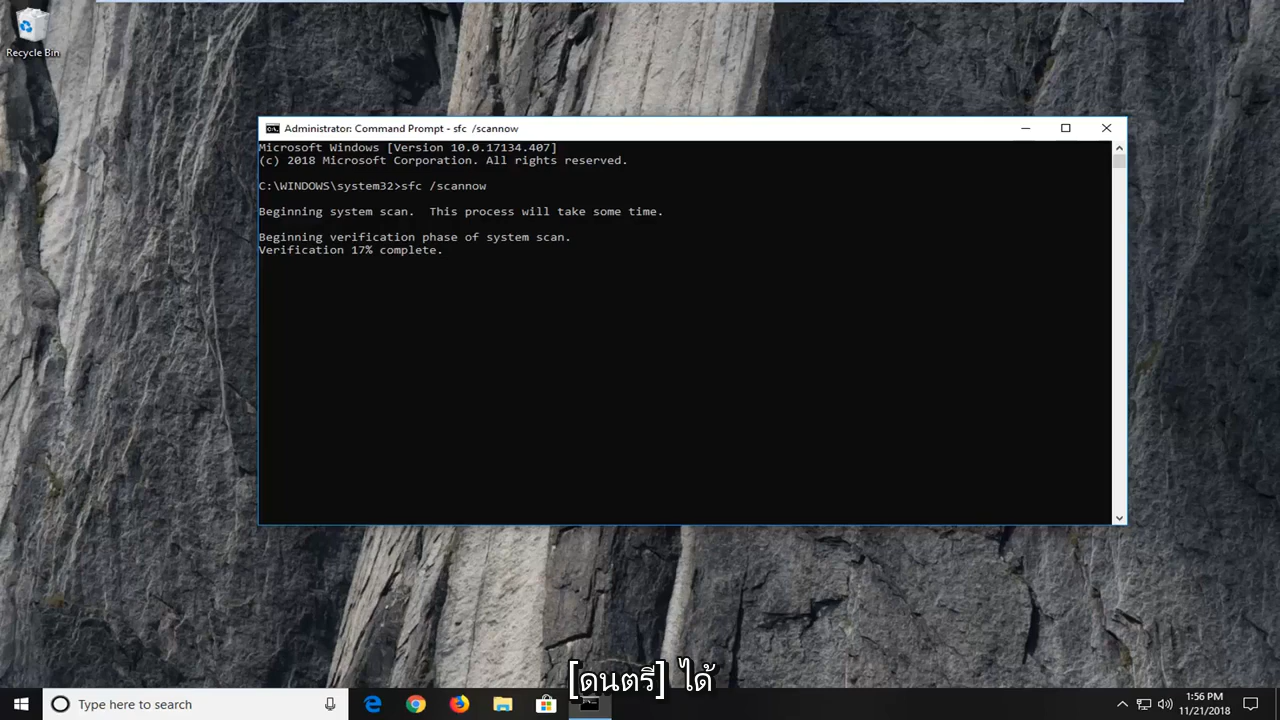 Recycle Bin
Administrator: Command Prompt - sfc  /scannow
Microsoft Windows [Version 10.0.17134.407]
(c) 2018 Microsoft Corporation. All rights reserved.
C:\WINDOWS\system32>sfc /scannow
Beginning system scan.  This process will take some time.
Beginning verification phase of system scan.
Verification 17% complete.
[ดนตรี] ได้
Type here to search
1:56 PM
11/21/2018